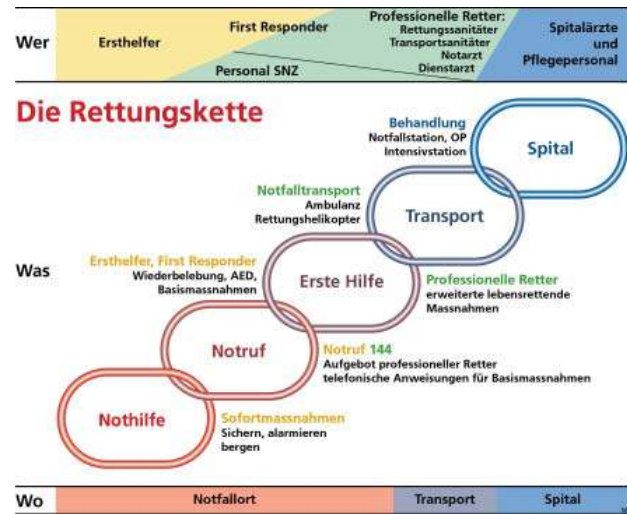 Wer
Ersthelfer
First Responder
Personal SNZ
Professionelle Retter:
Rettungssanitäter
Transportsanitäter
Notarzt
Dienstarzt
Spitalärzte
und
Pflegepersonal
Die Rettungskette
Behandlung
Notfallstation, OP
Intensivstation
Spital
Notfalltransport
Ambulanz
Rettungshelikopter
Transport
Was
Ersthelfer, First Responder
Wiederbelebung, AED,
Basismassnahmen
Erste Hilfe
Professionelle Retter
erweiterte lebensrettende
Massnahmen
Notruf
Notruf 144
Aufgebot professioneller Retter
telefonische Anweisungen für Basismassnahmen
Nothilfe
Sofortmassnahmen
Sichern, alarmieren
bergen
Wo
Notfallort
Transport
Spital